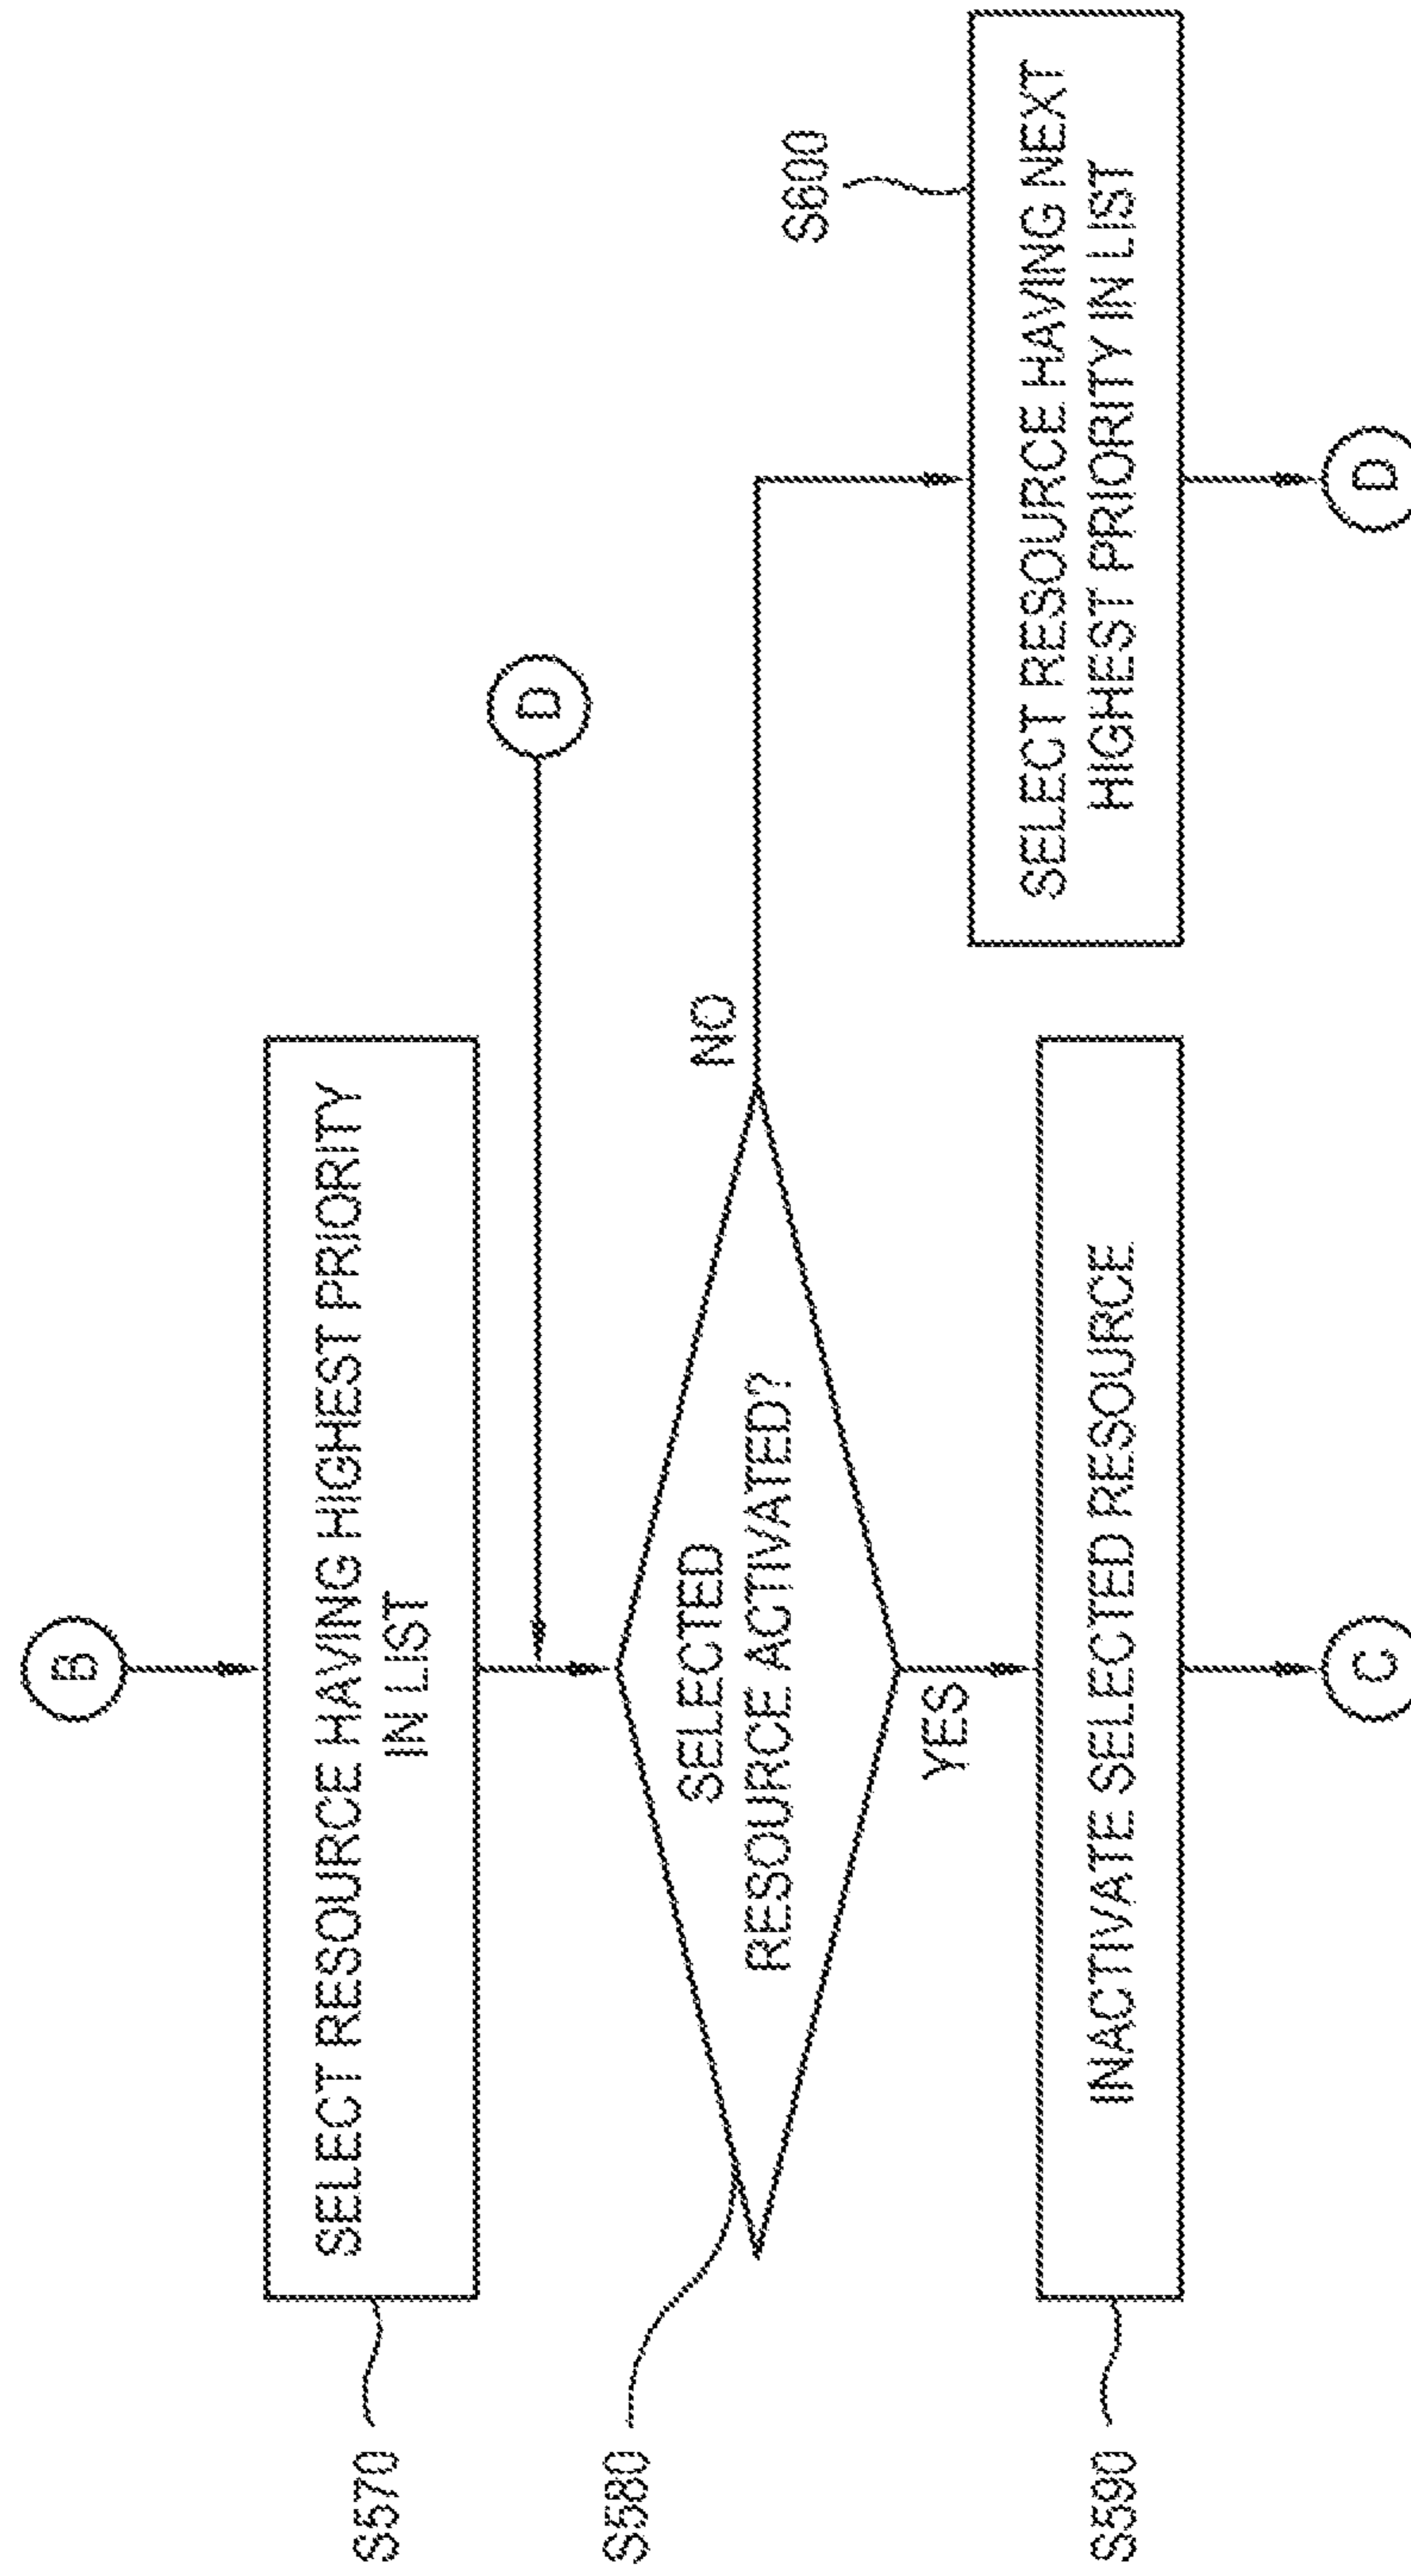 B
S570
SELECT RESOURCE HAVING HIGHEST PRIORITY
IN LIST
D
S580
SELECTED
RESOURCE ACTIVATED?
NO
YES
S590
INACTIVATE SELECTED RESOURCE
S600
SELECT RESOURCE HAVING NEXT
HIGHEST PRIORITY IN LIST
C
D